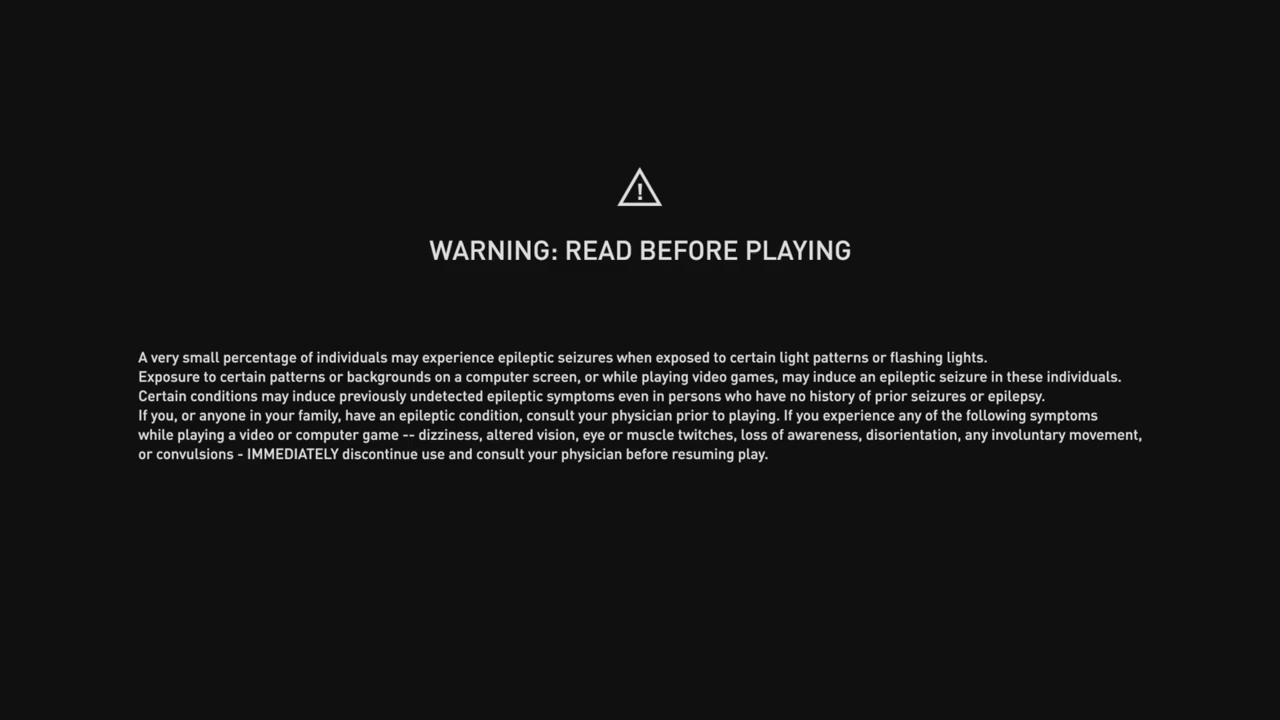 WARNING: READ BEFORE PLAYING
A very small percentage of individuals may experience epileptic seizures when exposed to certain light patterns or flashing lights.
Exposure to certain patterns or backgrounds on a computer screen, or while playing video games, may induce an epileptic seizure in these individuals.
Certain conditions may induce previously undetected epileptic symptoms even in persons who have no history of prior seizures or epilepsy.
If you, or anyone in your family, have an epileptic condition, consult your physician prior to playing. If you experience any of the following symptoms
while playing a video or computer game -- dizziness, altered vision, eye or muscle twitches, loss of awareness, disorientation, any involuntary movement,
or convulsions - IMMEDIATELY discontinue use and consult your physician before resuming play.